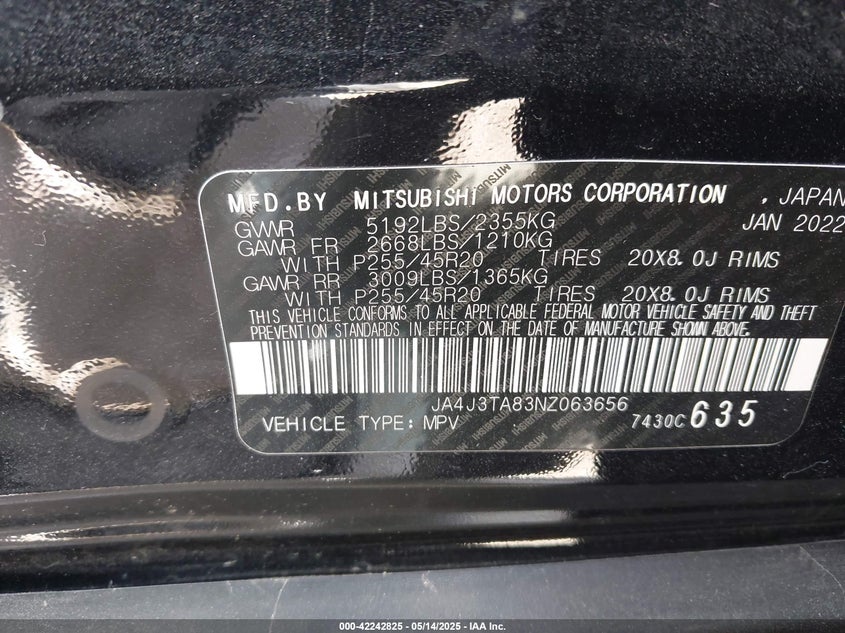 MFD.BY MITSUBISHI MOTORS CORPORATION , JAPAN
GVWR 5192LBS/2355KG JAN 2022
GAWR FR 2668LBS/1210KG
WITH P255/45R20 TIRES 20X8.0J RIMS
GAWR RR 3009LBS/1365KG
WITH P255/45R20 TIRES 20X8.0J RIMS
THIS VEHICLE CONFORMS TO ALL APPLICABLE FEDERAL MOTOR VEHICLE SAFETY AND THEFT
PREVENTION STANDARDS IN EFFECT ON THE DATE OF MANUFACTURE SHOWN ABOVE.
JA4J3TA83NZ063656
VEHICLE TYPE:MPV 7430C 635
000-42242825 - 05/14/2025 - IAA Inc.